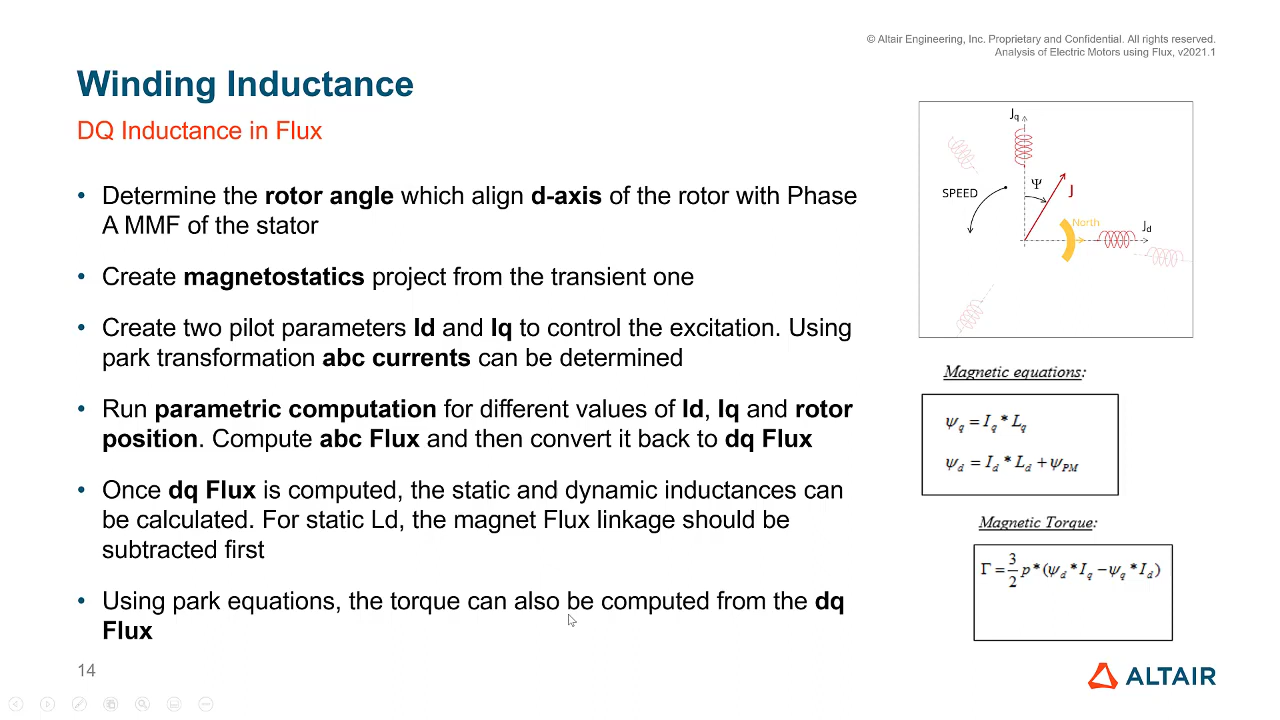 © Altair Engineering, Inc. Proprietary and Confidential. All rights reserved.
Analysis of Electric Motors using Flux, v2021.1
Winding Inductance
DQ Inductance in Flux
• Determine the rotor angle which align d-axis of the rotor with Phase
A MMF of the stator
• Create magnetostatics project from the transient one
• Create two pilot parameters Id and Iq to control the excitation. Using
park transformation abc currents can be determined
• Run parametric computation for different values of Id, Iq and rotor
position. Compute abc Flux and then convert it back to dq Flux
• Once dq Flux is computed, the static and dynamic inductances can
be calculated. For static Ld, the magnet Flux linkage should be
subtracted first
• Using park equations, the torque can also be computed from the dq
Flux
Jq
Ψ
J
SPEED
North
Jd
Magnetic equations:
ψq = Iq * Lq
ψd = Id * Ld + ψPM
Magnetic Torque:
Γ = 3/2 p * (ψd * Iq − ψq * Id)
14
ALTAIR